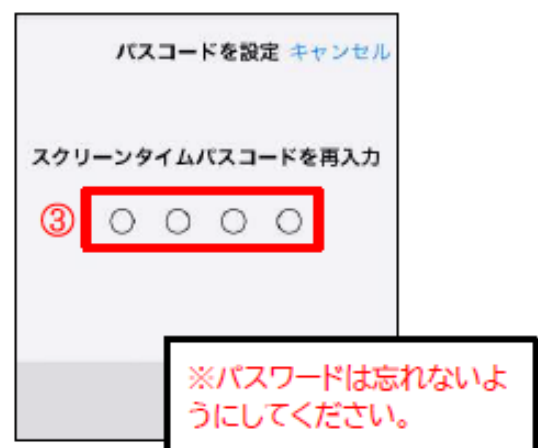 パスコードを設定 キャンセル
スクリーンタイムパスコードを再入力
③
※パスワードは忘れないよ
うにしてください。